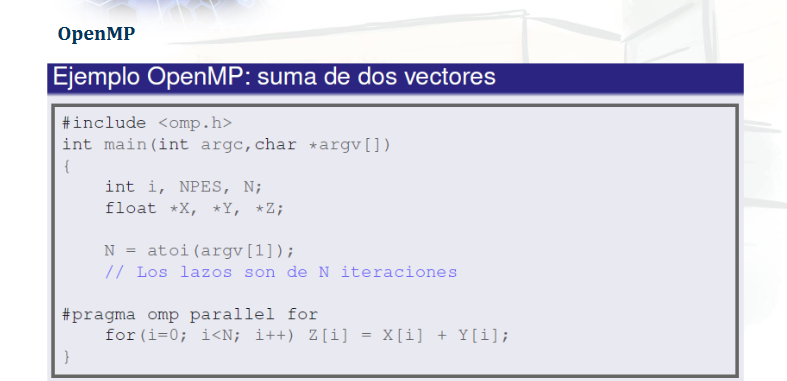 OpenMP
Ejemplo OpenMP: suma de dos vectores
#include <omp.h>
int main(int argc,char *argv[])
{
    int i, NPES, N;
    float *X, *Y, *Z;

    N = atoi(argv[1]);
    // Los lazos son de N iteraciones

#pragma omp parallel for
    for(i=0; i<N; i++) Z[i] = X[i] + Y[i];
}